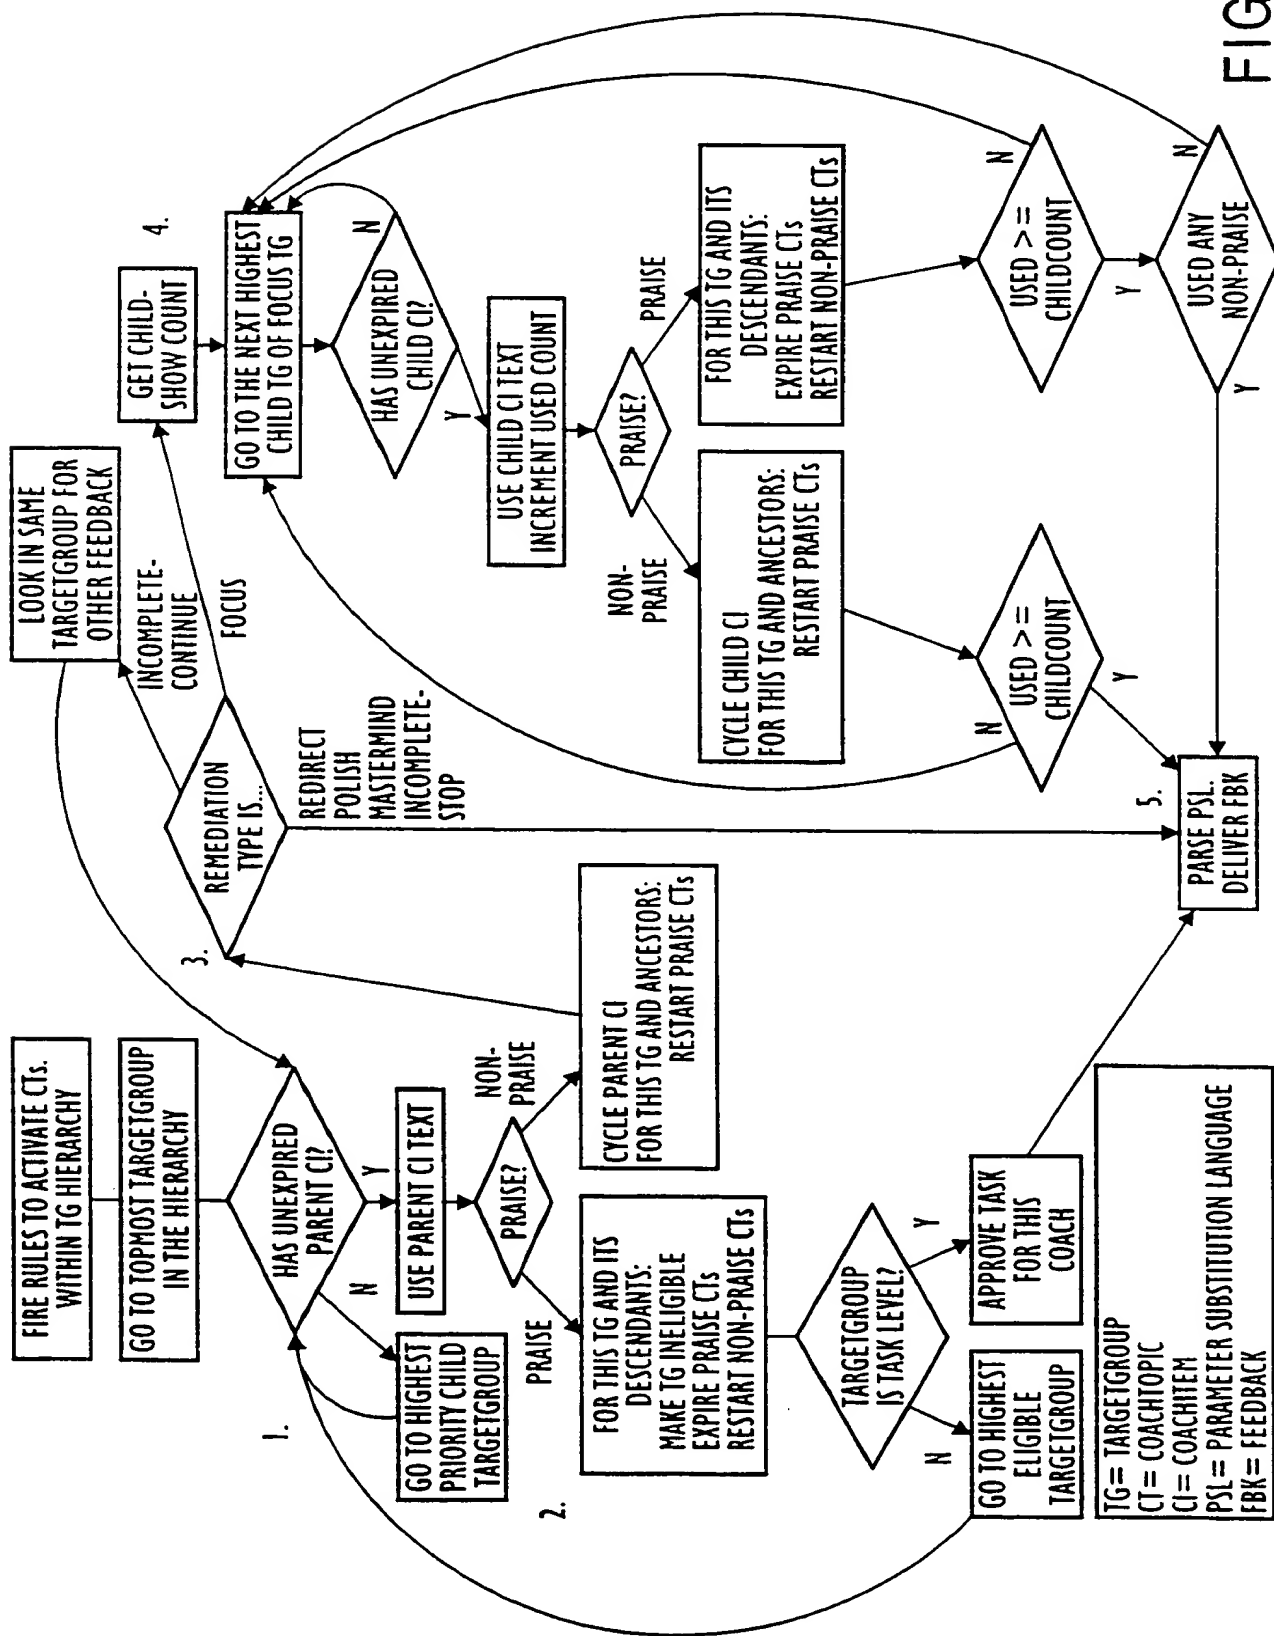 FIRE RULES TO ACTIVATE CTs.
WITHIN TG HIERARCHY
GO TO TOPMOST TARGETGROUP
IN THE HIERARCHY
1.
HAS UNEXPIRED
PARENT CI?
N
Y
GO TO HIGHEST
PRIORITY CHILD
TARGETGROUP
USE PARENT CI TEXT
PRAISE?
PRAISE
NON-
PRAISE
2.
FOR THIS TG AND ITS
DESCENDANTS:
MAKE TG INELIGIBLE
EXPIRE PRAISE CTs
RESTART NON-PRAISE CTs
CYCLE PARENT CI
FOR THIS TG AND ANCESTORS:
RESTART PRAISE CTs
TARGETGROUP
IS TASK LEVEL?
N
Y
GO TO HIGHEST
ELIGIBLE
TARGETGROUP
APPROVE TASK
FOR THIS
COACH
TG= TARGETGROUP
CT= COACHTOPIC
CI= COACHITEM
PSL= PARAMETER SUBSTITUTION LANGUAGE
FBK= FEEDBACK
LOOK IN SAME
TARGETGROUP FOR
OTHER FEEDBACK
INCOMPLETE-
CONTINUE
FOCUS
3.
REMEDIATION
TYPE IS...
REDIRECT
POLISH
MASTERMIND
INCOMPLETE-
STOP
4.
GET CHILD-
SHOW COUNT
GO TO THE NEXT HIGHEST
CHILD TG OF FOCUS TG
HAS UNEXPIRED
CHILD CI?
N
Y
USE CHILD CI TEXT
INCREMENT USED COUNT
PRAISE?
NON-
PRAISE
PRAISE
CYCLE CHILD CI
FOR THIS TG AND ANCESTORS:
RESTART PRAISE CTs
FOR THIS TG AND ITS
DESCENDANTS:
EXPIRE PRAISE CTs
RESTART NON-PRAISE CTs
USED >=
CHILDCOUNT
N
Y
USED >=
CHILDCOUNT
N
Y
USED ANY
NON-PRAISE
N
Y
5.
PARSE PSL.
DELIVER FBK
FIG